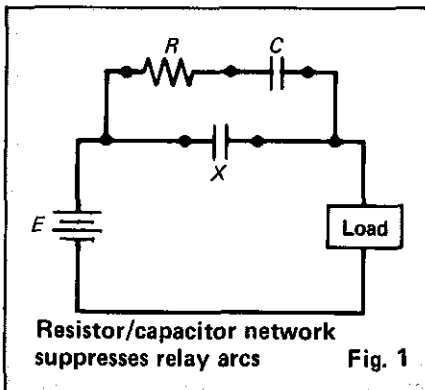 R
C
X
E
Load
Resistor/capacitor network
suppresses relay arcs
Fig. 1